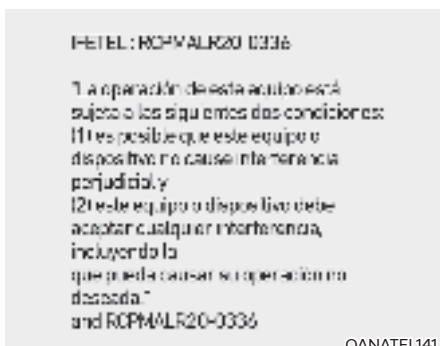 IFETEL : RCPMALR20-0336
"La operación de este equipo está
sujeta a las siguientes dos condiciones:
(1) es posible que este equipo o
dispositivo no cause interferencia
perjudicial y
(2) este equipo o dispositivo debe
aceptar cualquier interferencia,
incluyendo la
que pueda causar su operación no
deseada."
and RCPMALR20-0336
OANATEL141